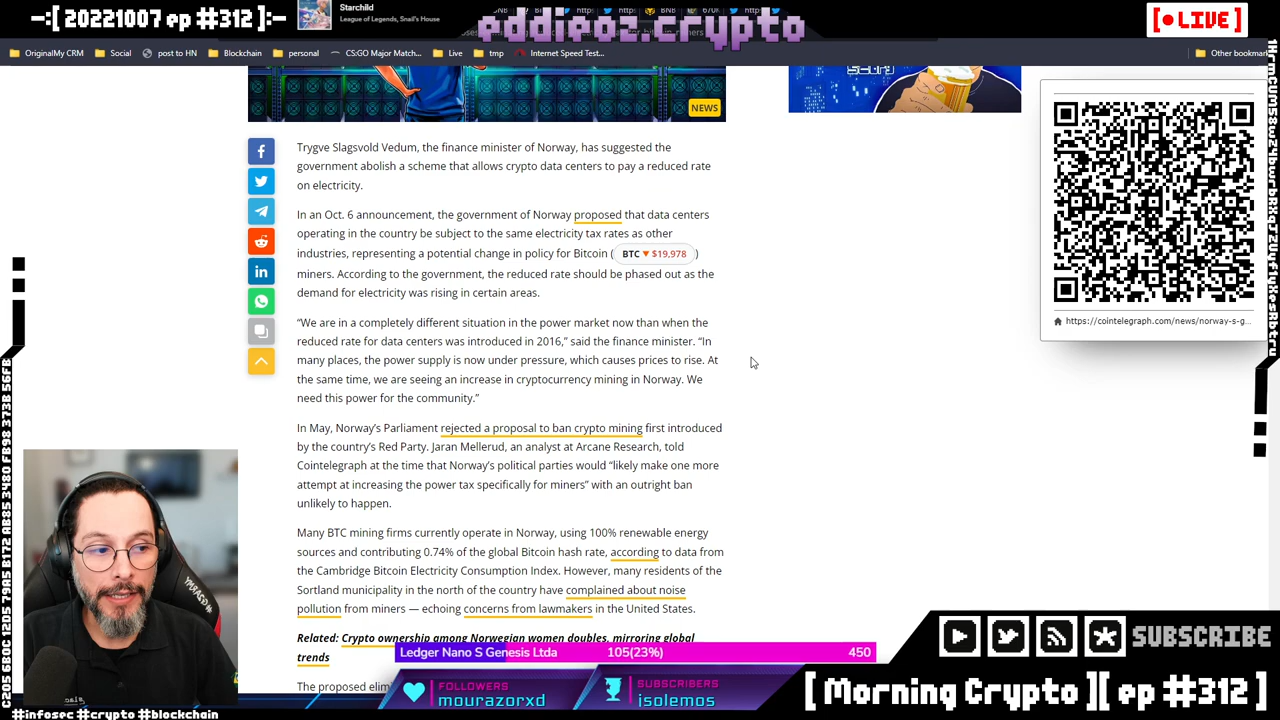 -:[ 20221007 ep #312 ]:-
Starchild
League of Legends, Snail's House
eddieoz.crypto
[ • LIVE ]
OriginalMy CRM
Social
post to HN
Blockchain
personal
CS:GO Major Match...
Live
tmp
Internet Speed Test...
Other bookmar
NEWS
Trygve Slagsvold Vedum, the finance minister of Norway, has suggested the
government abolish a scheme that allows crypto data centers to pay a reduced rate
on electricity.
In an Oct. 6 announcement, the government of Norway proposed that data centers
operating in the country be subject to the same electricity tax rates as other
industries, representing a potential change in policy for Bitcoin ( BTC ▼ $19,978 )
miners. According to the government, the reduced rate should be phased out as the
demand for electricity was rising in certain areas.
“We are in a completely different situation in the power market now than when the
reduced rate for data centers was introduced in 2016,” said the finance minister. “In
many places, the power supply is now under pressure, which causes prices to rise. At
the same time, we are seeing an increase in cryptocurrency mining in Norway. We
need this power for the community.”
In May, Norway’s Parliament rejected a proposal to ban crypto mining first introduced
by the country’s Red Party. Jaran Mellerud, an analyst at Arcane Research, told
Cointelegraph at the time that Norway’s political parties would “likely make one more
attempt at increasing the power tax specifically for miners” with an outright ban
unlikely to happen.
Many BTC mining firms currently operate in Norway, using 100% renewable energy
sources and contributing 0.74% of the global Bitcoin hash rate, according to data from
the Cambridge Bitcoin Electricity Consumption Index. However, many residents of the
Sortland municipality in the north of the country have complained about noise
pollution from miners — echoing concerns from lawmakers in the United States.
Related: Crypto ownership among Norwegian women doubles, mirroring global
trends
The proposed elim
https://cointelegraph.com/news/norway-s-g...
Ledger Nano S Genesis Ltda 105(23%) 450
FOLLOWERS
mourazorxd
SUBSCRIBERS
isolemos
SUBSCRIBE
[ Morning Crypto ][ ep #312 ]
#infosec #crypto #blockchain